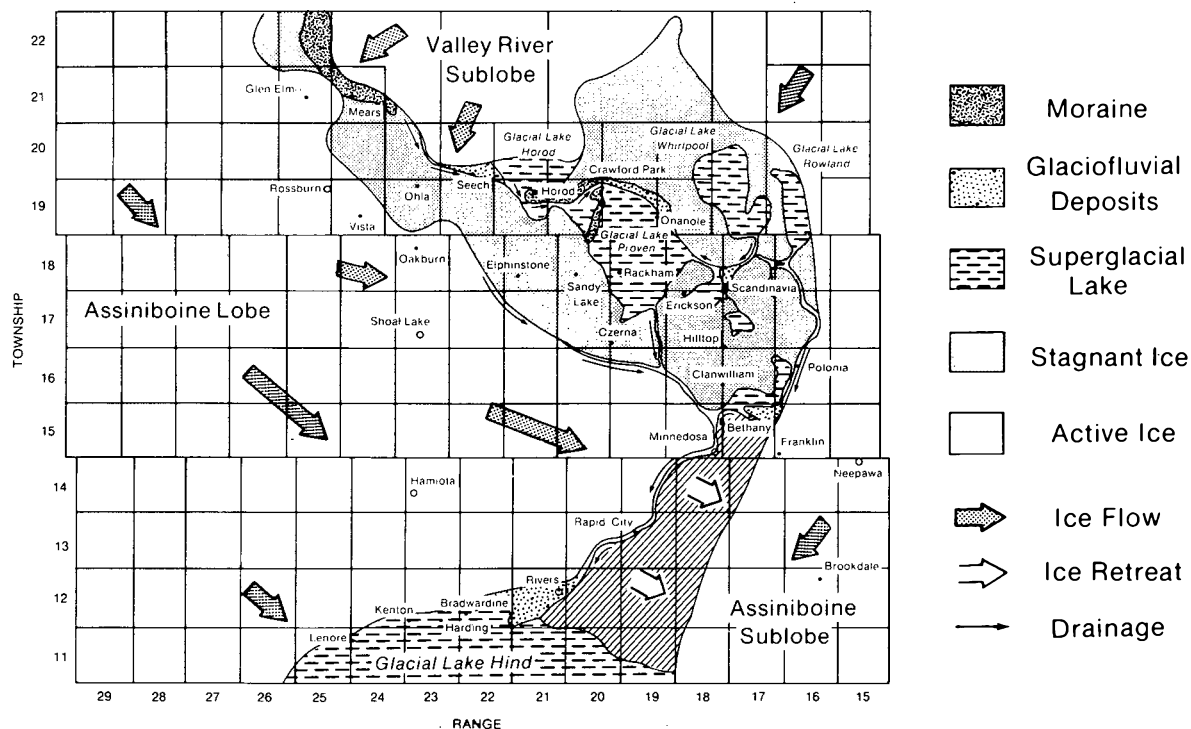 22
21
20
19
18
17
16
15
14
13
12
11
TOWNSHIP
29 28 27 26 25 24 23 22 21 20 19 18 17 16 15
RANGE
Valley River
Sublobe
Glen Elmo
Mears
Glacial Lake
Horod
Glacial Lake
Whirlpool
Glacial Lake
Rowland
Crawford Park
Seech
Horod
Rossburn
Ohla
Vista
Onanole
Glacial Lake
Proven
Oakburn
Elphinstone
Sandy
Lake
Rackham
Scandinavia
Erickson
Assiniboine Lobe
Shoal Lake
Czerna
Hilltop
Clanwilliam
Polonia
Minnedosa
Bethany
Franklin
Neepawa
Hamiota
Rapid City
Brookdale
Rivers
Bradwardine
Kenton
Harding
Lenore
Glacial Lake Hind
Assiniboine
Sublobe
Moraine
Glaciofluvial
Deposits
Superglacial
Lake
Stagnant Ice
Active Ice
Ice Flow
Ice Retreat
Drainage